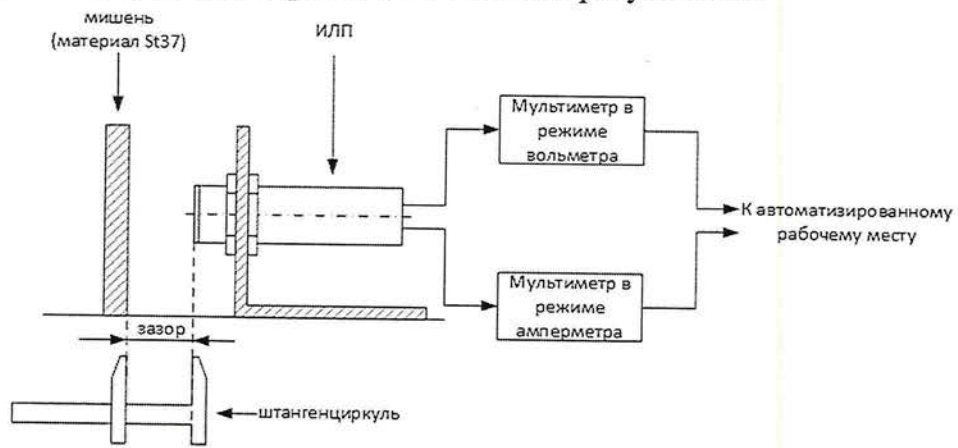 мишень
(материал St37)
ИЛП
Мультиметр в
режиме
вольметра
К автоматизированному
рабочему месту
Мультиметр в
режиме
амперметра
зазор
штангенциркуль